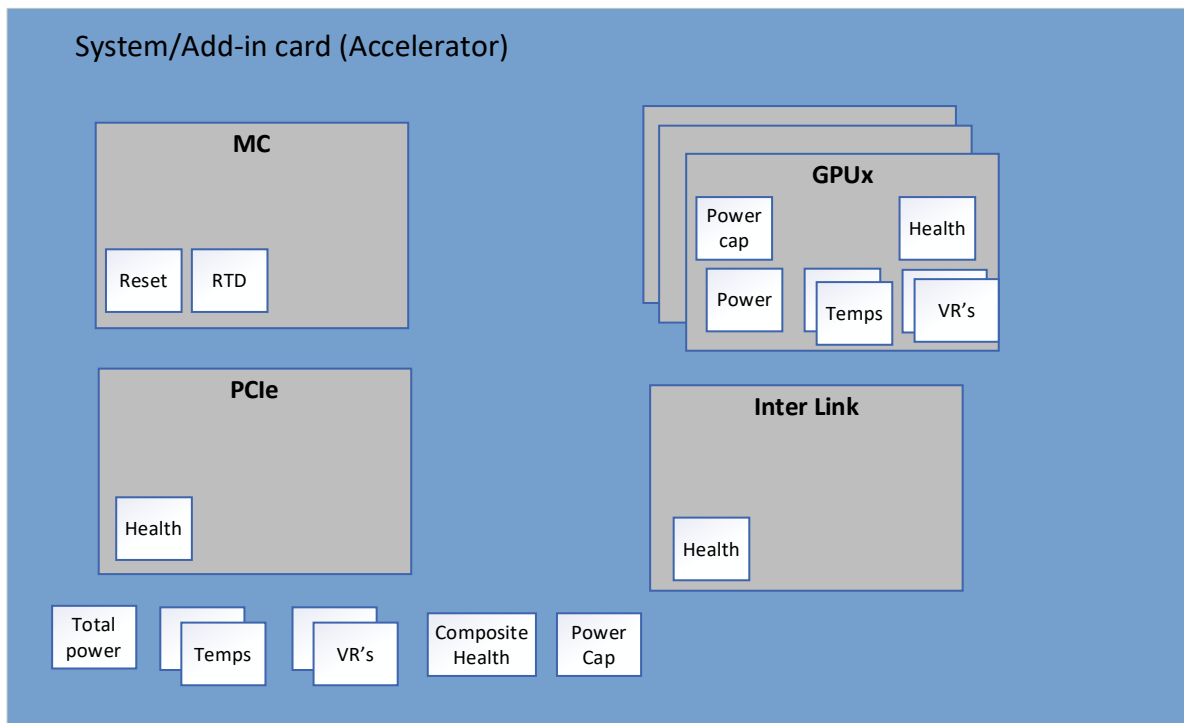 System/Add-in card (Accelerator)
MC
Reset
RTD
GPUx
Power
cap
Health
Power
Temps
VR's
PCIe
Health
Inter Link
Health
Total
power
Temps
VR's
Composite
Health
Power
Cap